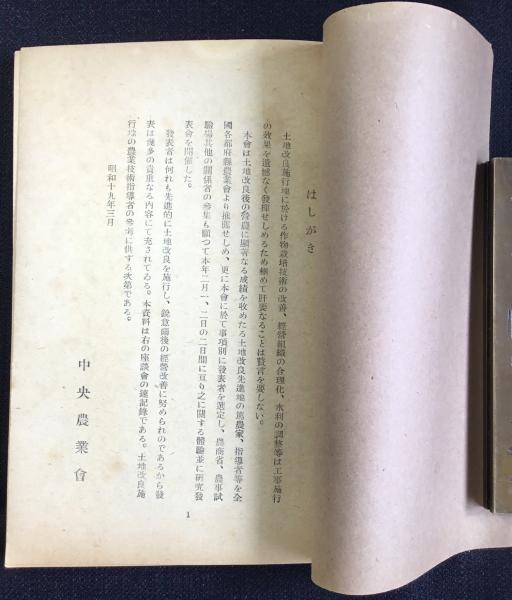 はしがき
土地改良施行地に於ける作物栽培技術の改善、經營組織の合理化、水利の調整等は工事施行
の效果を遺憾なく發揮せしめるため極めて肝要なることは贅言を要しない。
本會は土地改良後の營農に顯著なる成績を收めたる土地改良先進地の篤農家、指導者等を全
國各都府縣農業會より推薦せしめ、更に本會に於て事項別に發表者を選定し、農商省、農事試
驗場其他の關係者の參集も願つて本年二月一、二日の二日間に亘り之に關する體驗並に研究發
表會を開催した。
發表者は何れも先進的に土地改良を施行し、銳意爾後の經營改善に努められのであるから發
表は幾多の貴重なる內容にて充されてゐる。本資料は右の座談會の速記錄である。土地改良施
行地の農業技術指導者の參考に供する次第である。
昭和十九年三月
中央農業會
1